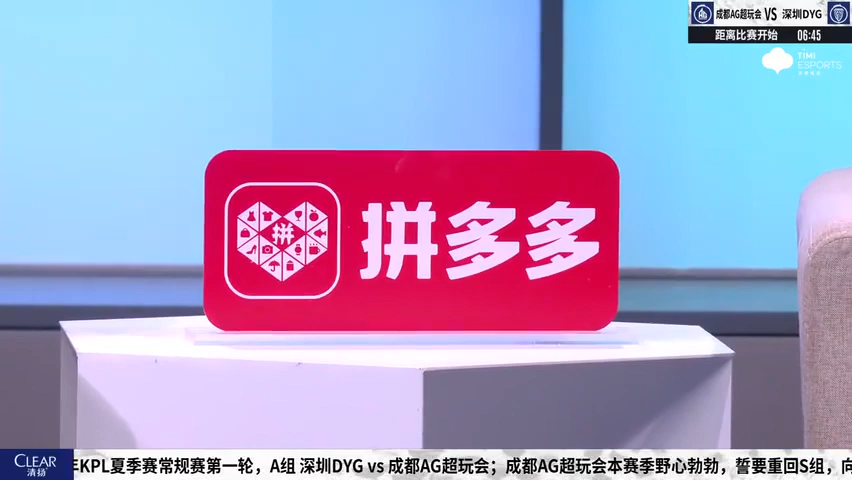 成都AG超玩会 VS 深圳DYG
距离比赛开始 06:45
TIMI
ESPORTS
拼
拼多多
CLEAR
清扬
年KPL夏季赛常规赛第一轮，A组 深圳DYG vs 成都AG超玩会；成都AG超玩会本赛季野心勃勃，誓要重回S组，向